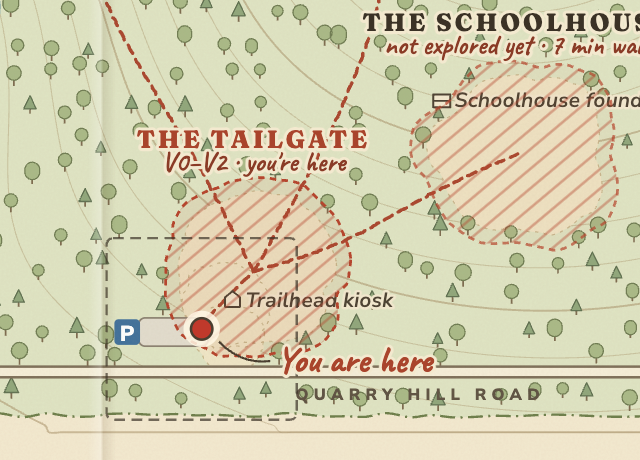 THE SCHOOLHOUS
not explored yet · 7 min wa
Schoolhouse found
THE TAILGATE
V0–V2 · you're here
Trailhead kiosk
P
You are here
QUARRY HILL ROAD